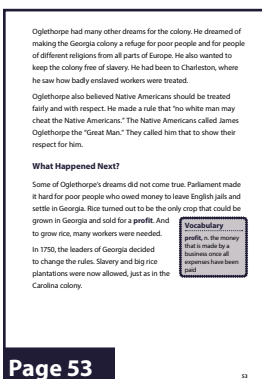 Oglethorpe had many other dreams for the colony. He dreamed of
making the Georgia colony a refuge for poor people and for people
of different religions from all parts of Europe. He also wanted to
keep the colony free of slavery. He had been to Charleston, where
he saw how badly enslaved workers were treated.
Oglethorpe also believed Native Americans should be treated
fairly and with respect. He made a rule that “no white man may
cheat the Native Americans.” The Native Americans called James
Oglethorpe the “Great Man.” They called him that to show their
respect for him.
What Happened Next?
Some of Oglethorpe’s dreams did not come true. Parliament made
it hard for poor people who owed money to leave English jails and
settle in Georgia. Rice turned out to be the only crop that could be
grown in Georgia and sold for a profit. And
to grow rice, many workers were needed.
In 1750, the leaders of Georgia decided
to change the rules. Slavery and big rice
plantations were now allowed, just as in the
Carolina colony.
Vocabulary
profit, n. the money
that is made by a
business once all
expenses have been
paid
Page 53
53